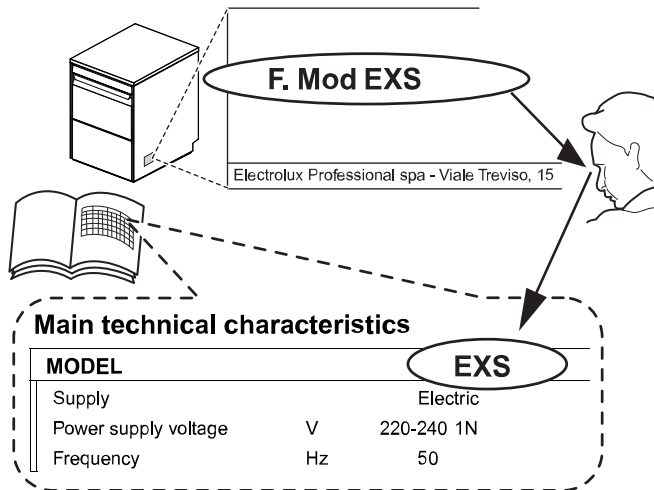 F. Mod EXS
Electrolux Professional spa - Viale Treviso, 15
Main technical characteristics
MODEL EXS
Supply Electric
Power supply voltage V 220-240 1N
Frequency Hz 50